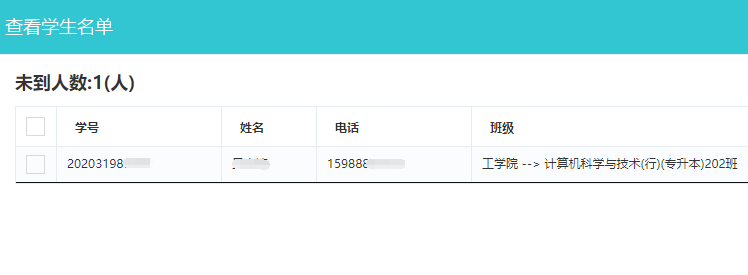 查看学生名单
未到人数:1(人)
学号 姓名 电话 班级
20203198 159888 工学院 --> 计算机科学与技术(行)(专升本)202班